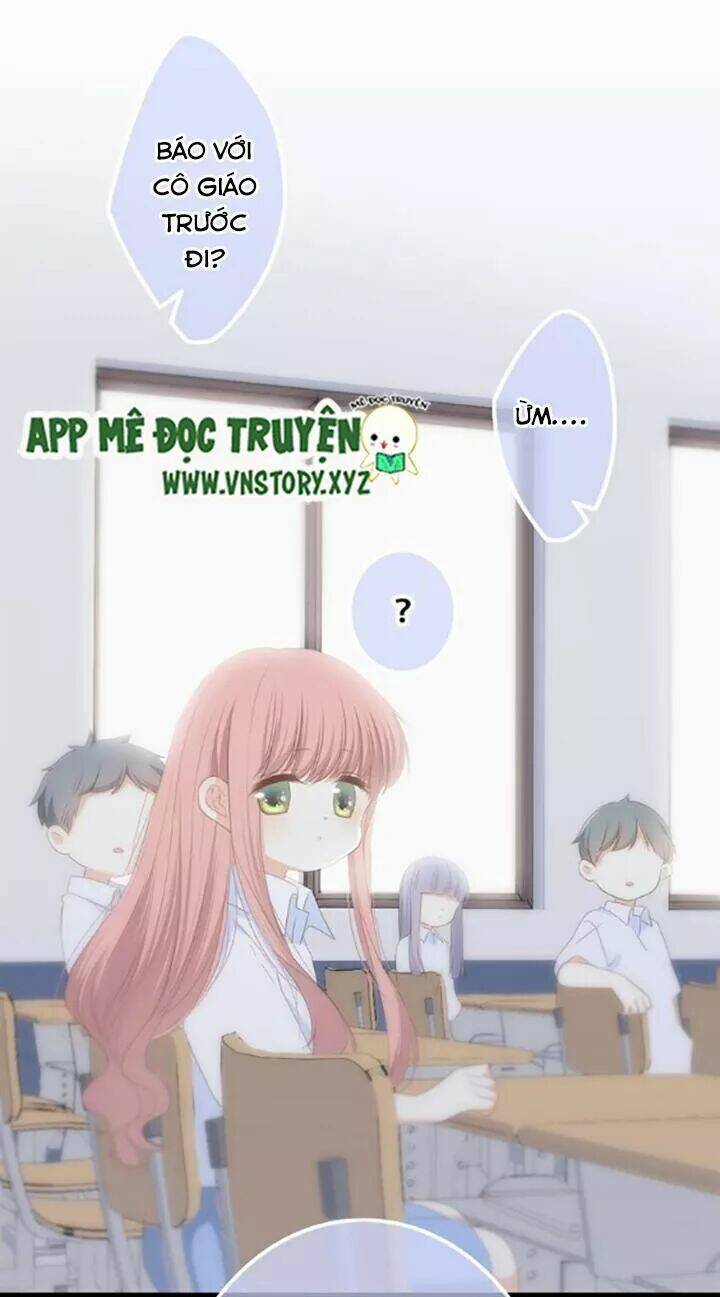 BÁO VỚI
CÔ GIÁO
TRƯỚC
ĐI?
ỪM....
MÊ ĐỌC TRUYỆN
APP MÊ ĐỌC TRUYỆN
WWW.VNSTORY.XYZ
?